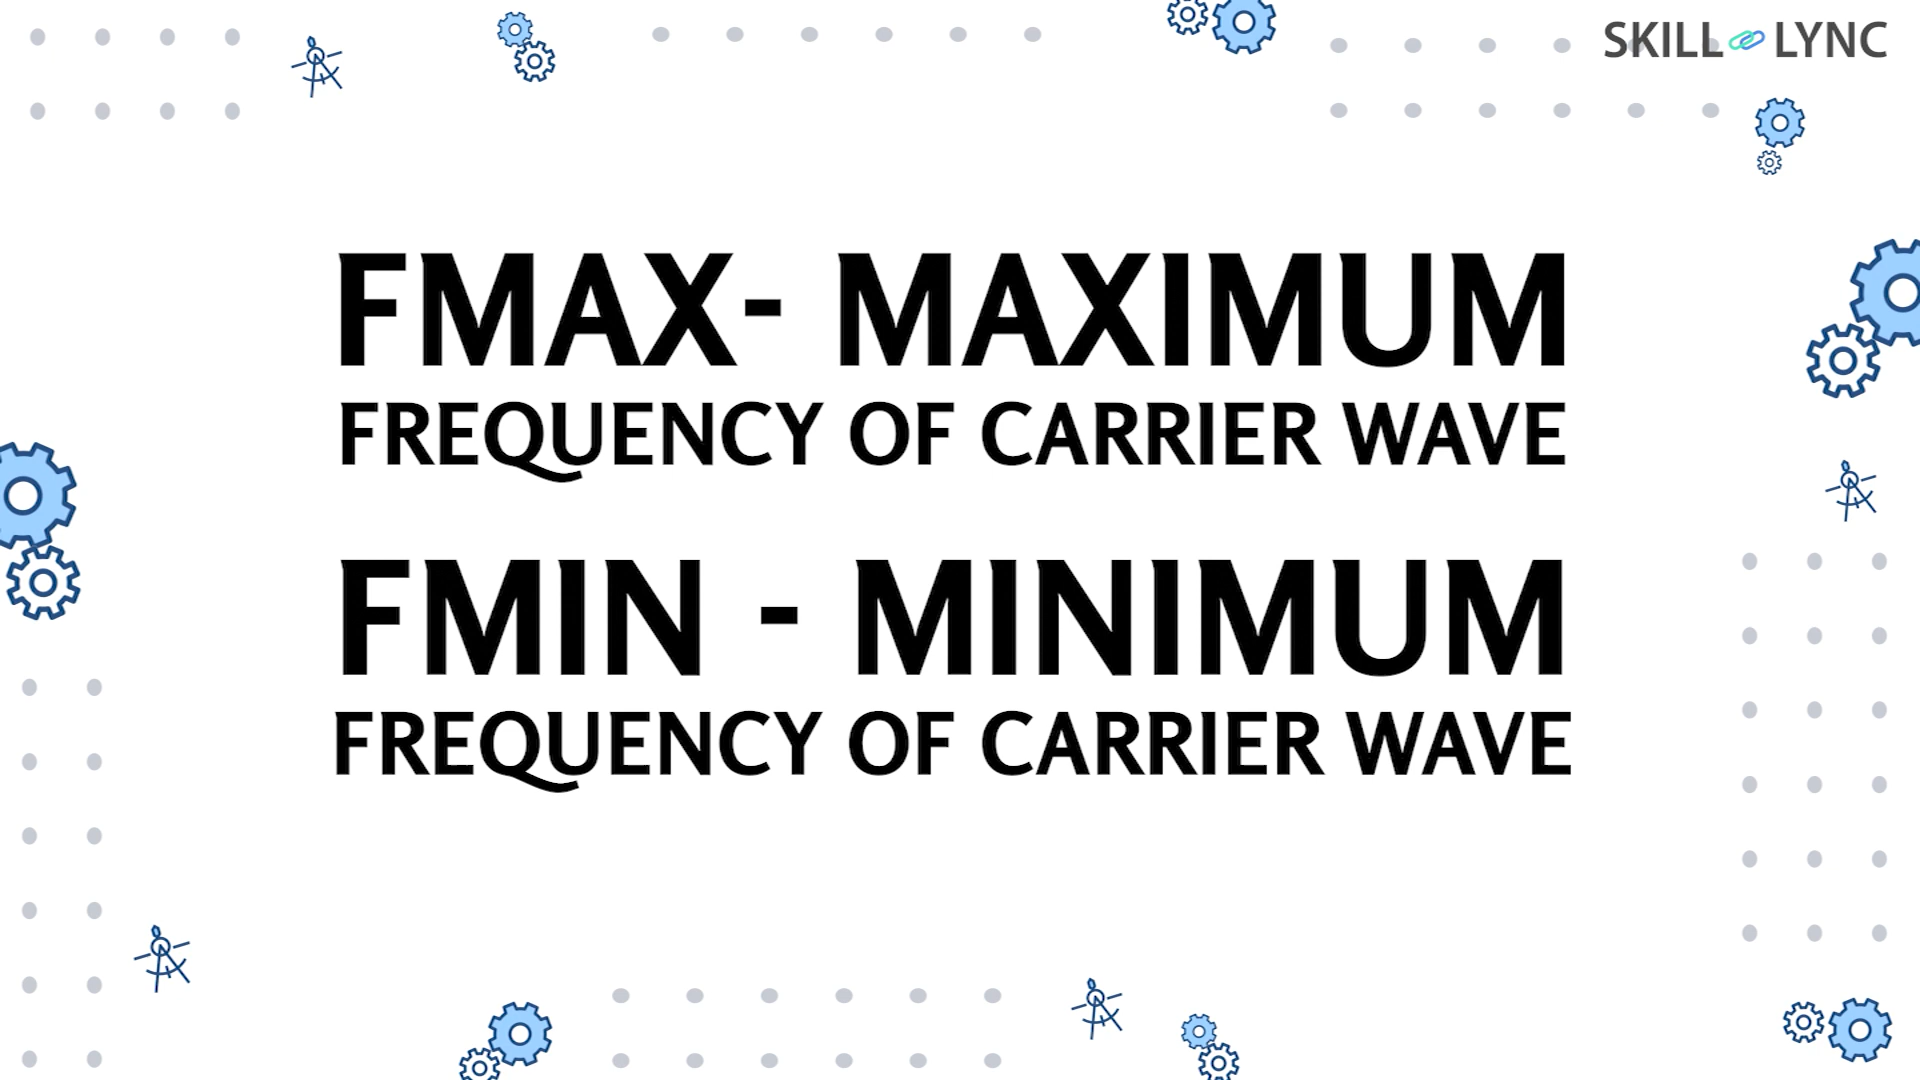 SKILL LYNC
FMAX- MAXIMUM
FREQUENCY OF CARRIER WAVE
FMIN - MINIMUM
FREQUENCY OF CARRIER WAVE